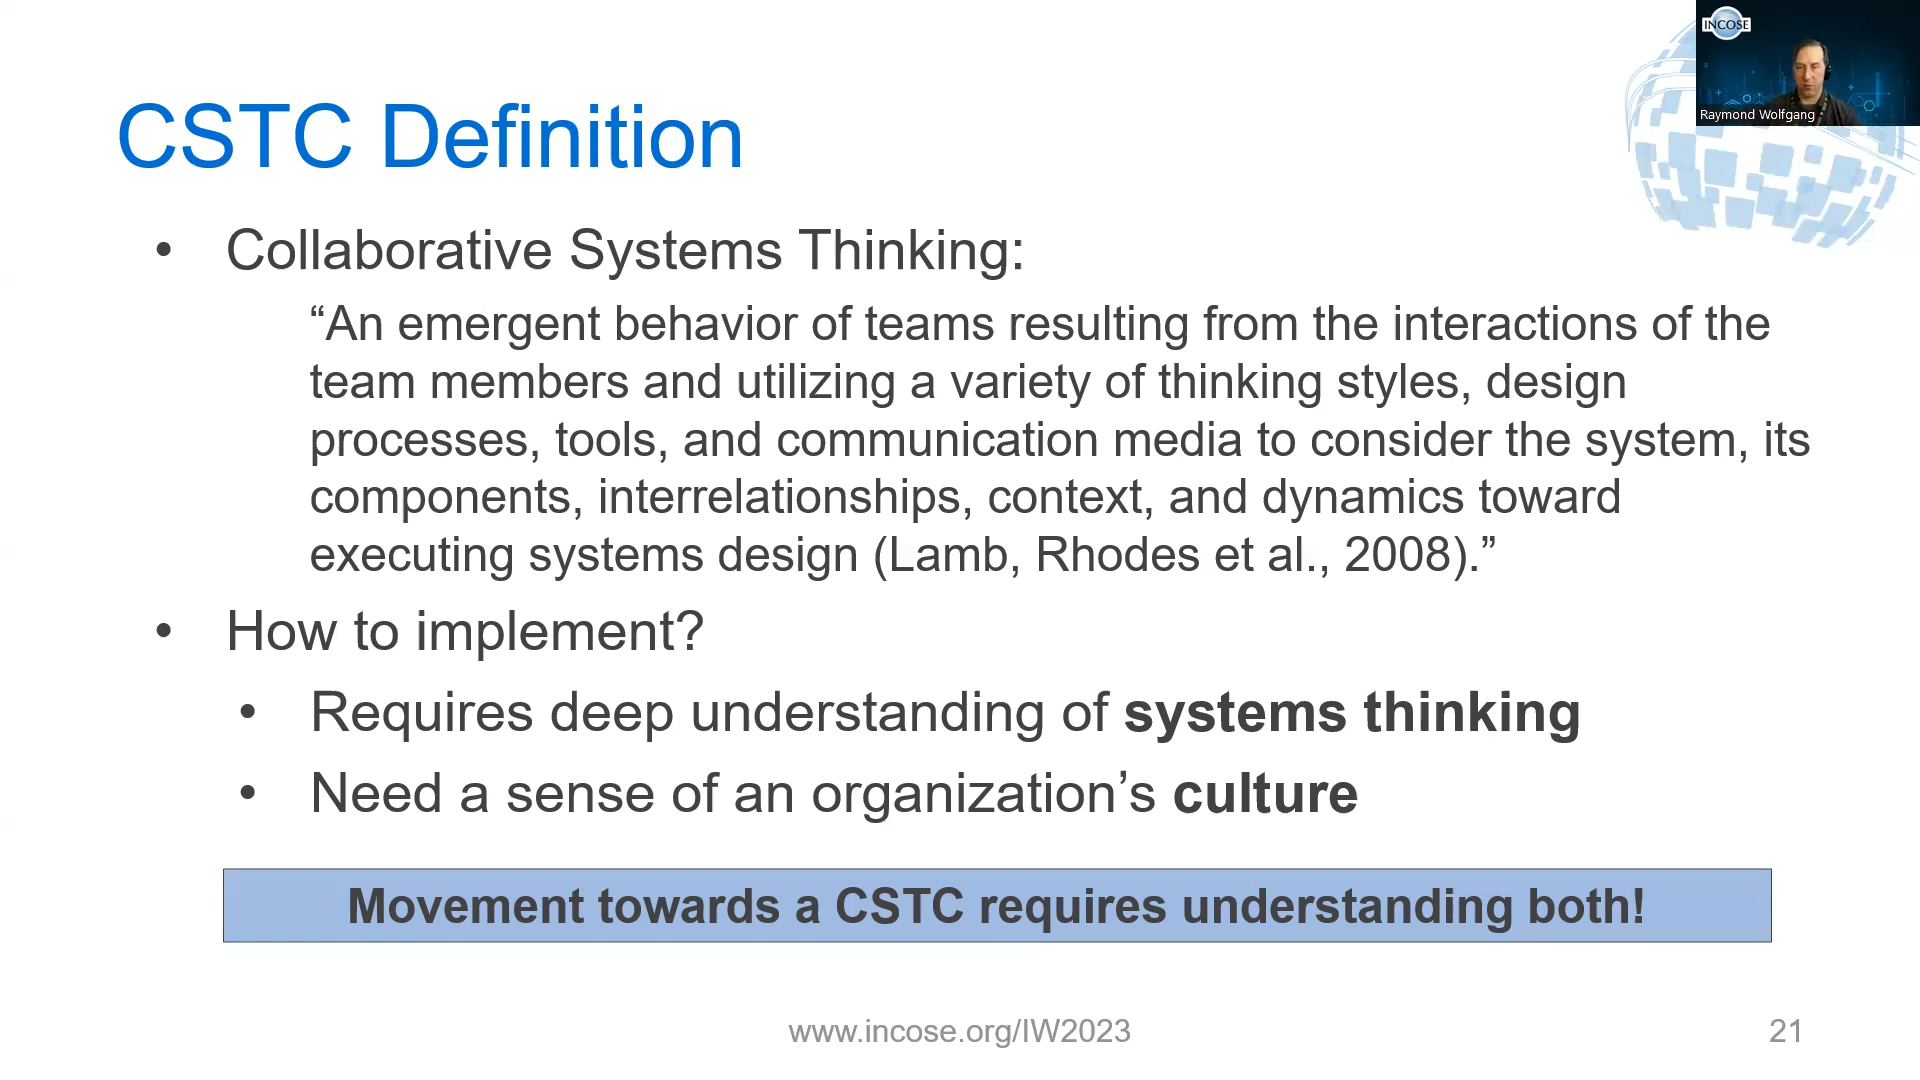 INCOSE
Raymond Wolfgang
CSTC Definition
• Collaborative Systems Thinking:
“An emergent behavior of teams resulting from the interactions of the
team members and utilizing a variety of thinking styles, design
processes, tools, and communication media to consider the system, its
components, interrelationships, context, and dynamics toward
executing systems design (Lamb, Rhodes et al., 2008).”
• How to implement?
• Requires deep understanding of systems thinking
• Need a sense of an organization’s culture
Movement towards a CSTC requires understanding both!
www.incose.org/IW2023
21